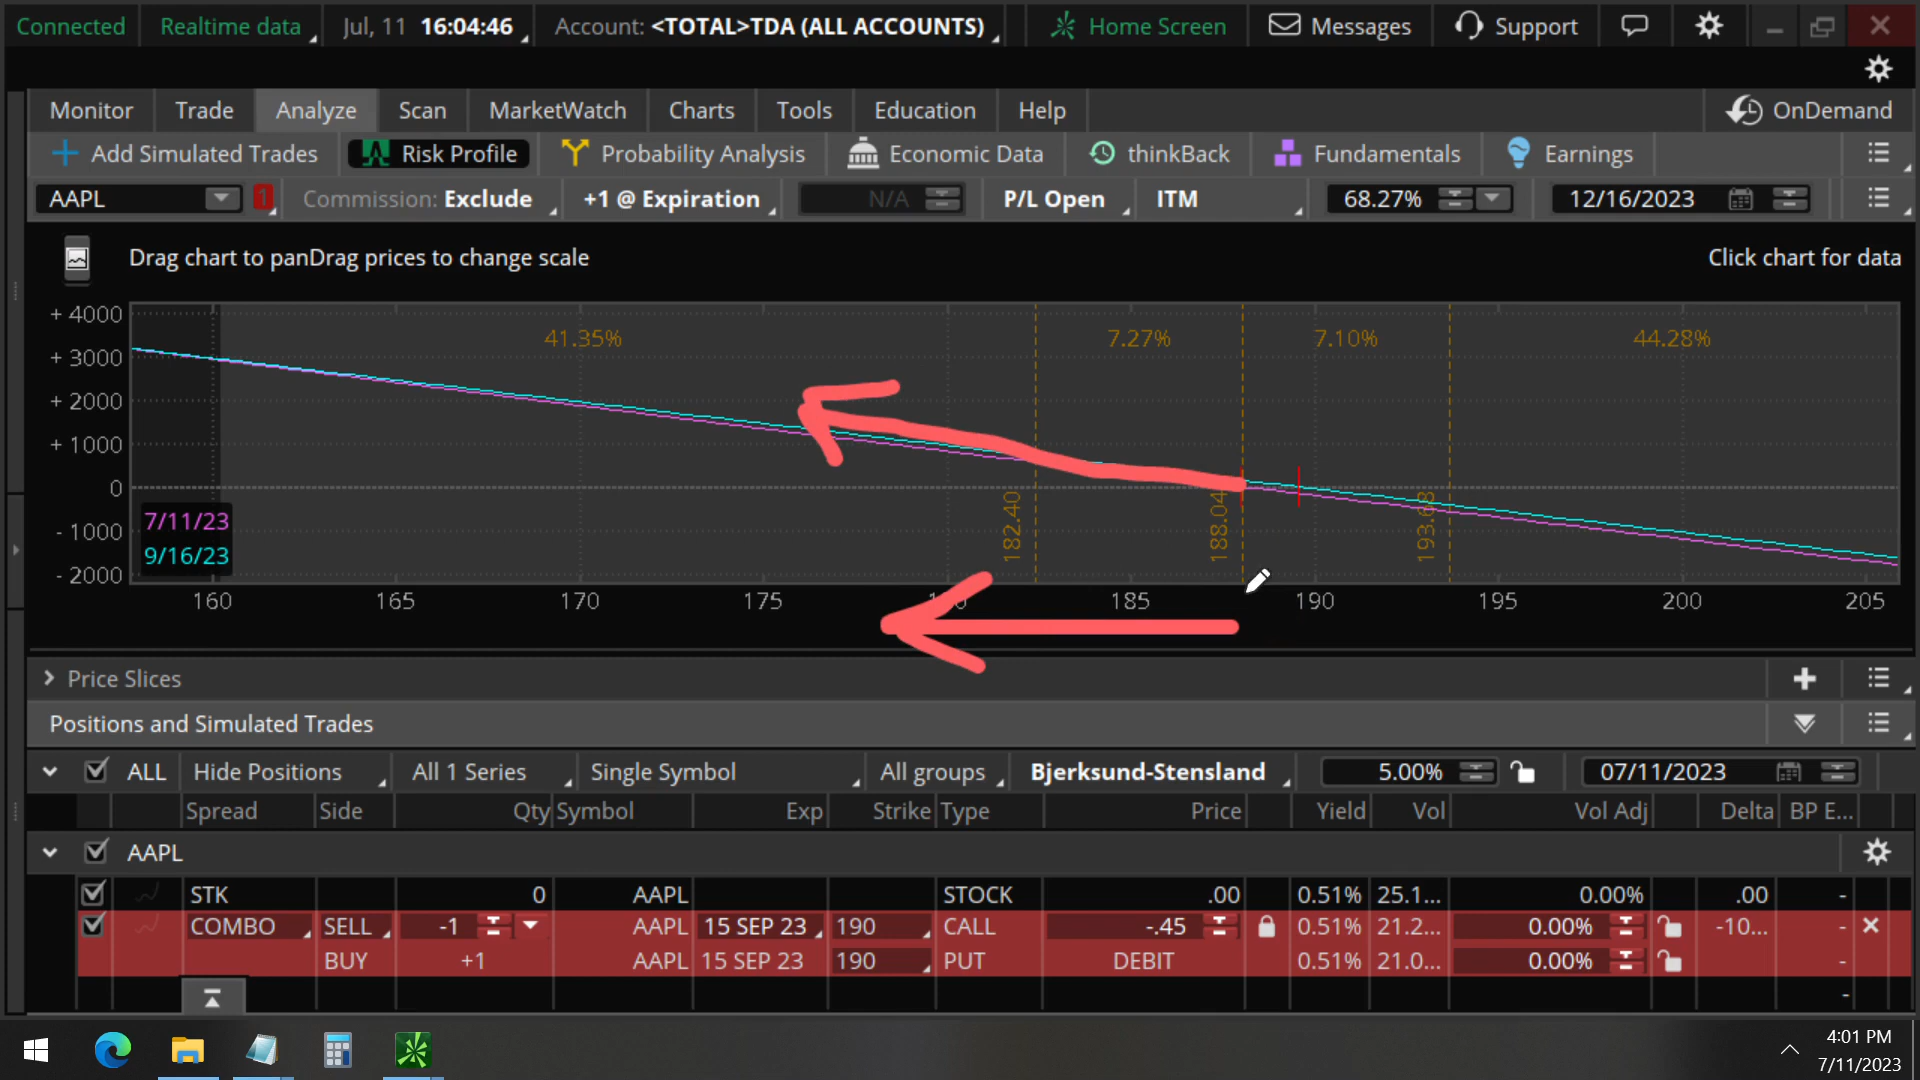 Connected Realtime data Jul, 11 16:04:46 Account: <TOTAL>TDA (ALL ACCOUNTS) Home Screen Messages Support
Monitor Trade Analyze Scan MarketWatch Charts Tools Education Help OnDemand
Add Simulated Trades Risk Profile Probability Analysis Economic Data thinkBack Fundamentals Earnings
AAPL 1 Commission: Exclude +1 @ Expiration N/A P/L Open ITM 68.27% 12/16/2023
Drag chart to panDrag prices to change scale Click chart for data
+ 4000
+ 3000
+ 2000
+ 1000
0
- 1000
- 2000
41.35% 7.27% 7.10% 44.28%
182.40 188.04 193.68
7/11/23
9/16/23
160 165 170 175 185 190 195 200 205
Price Slices
Positions and Simulated Trades
ALL Hide Positions All 1 Series Single Symbol All groups Bjerksund-Stensland 5.00% 07/11/2023
Spread Side Qty Symbol Exp Strike Type Price Yield Vol Vol Adj Delta BP E...
AAPL
STK 0 AAPL STOCK .00 0.51% 25.1... 0.00% .00 -
COMBO SELL -1 AAPL 15 SEP 23 190 CALL -.45 0.51% 21.2... 0.00% -10... -
BUY +1 AAPL 15 SEP 23 190 PUT DEBIT 0.51% 21.0... 0.00% -
-
4:01 PM
7/11/2023